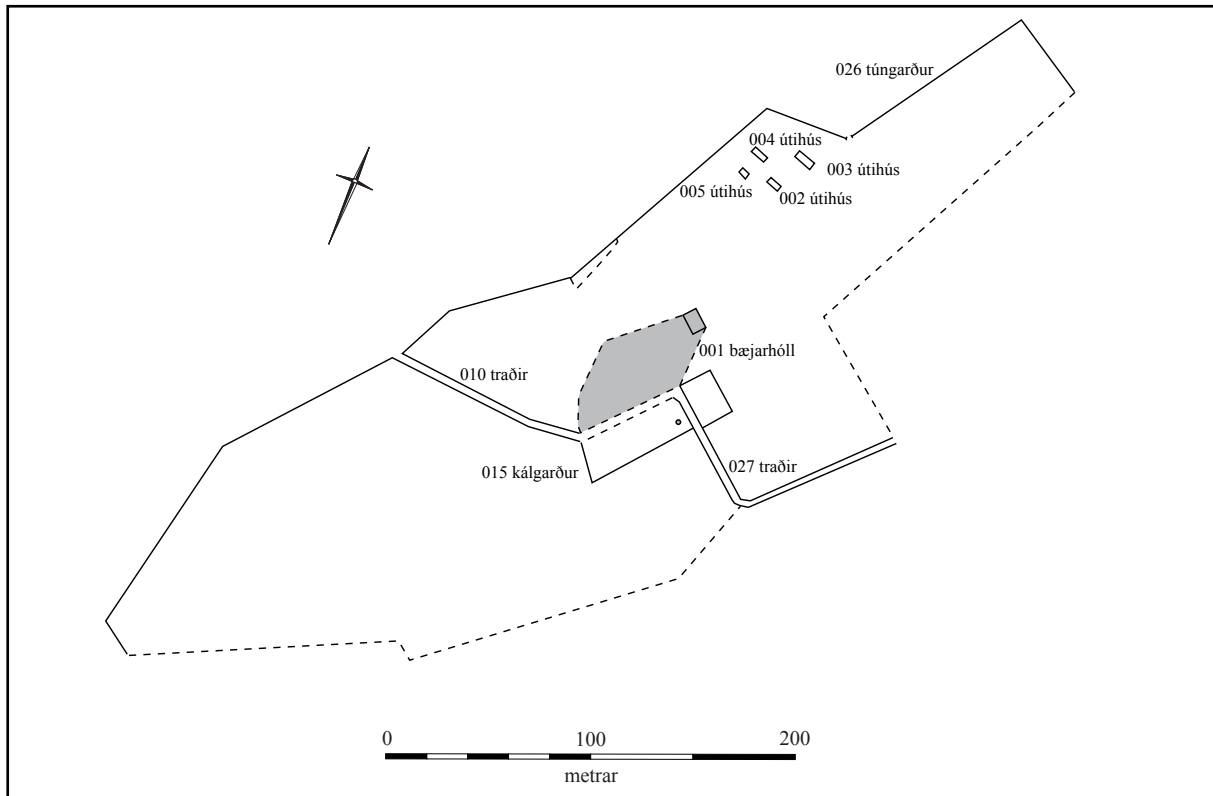 026 túngarður
004 útihús
003 útihús
005 útihús
002 útihús
001 bæjarhóll
010 traðir
015 kálgarður
027 traðir
0 100 200
metrar